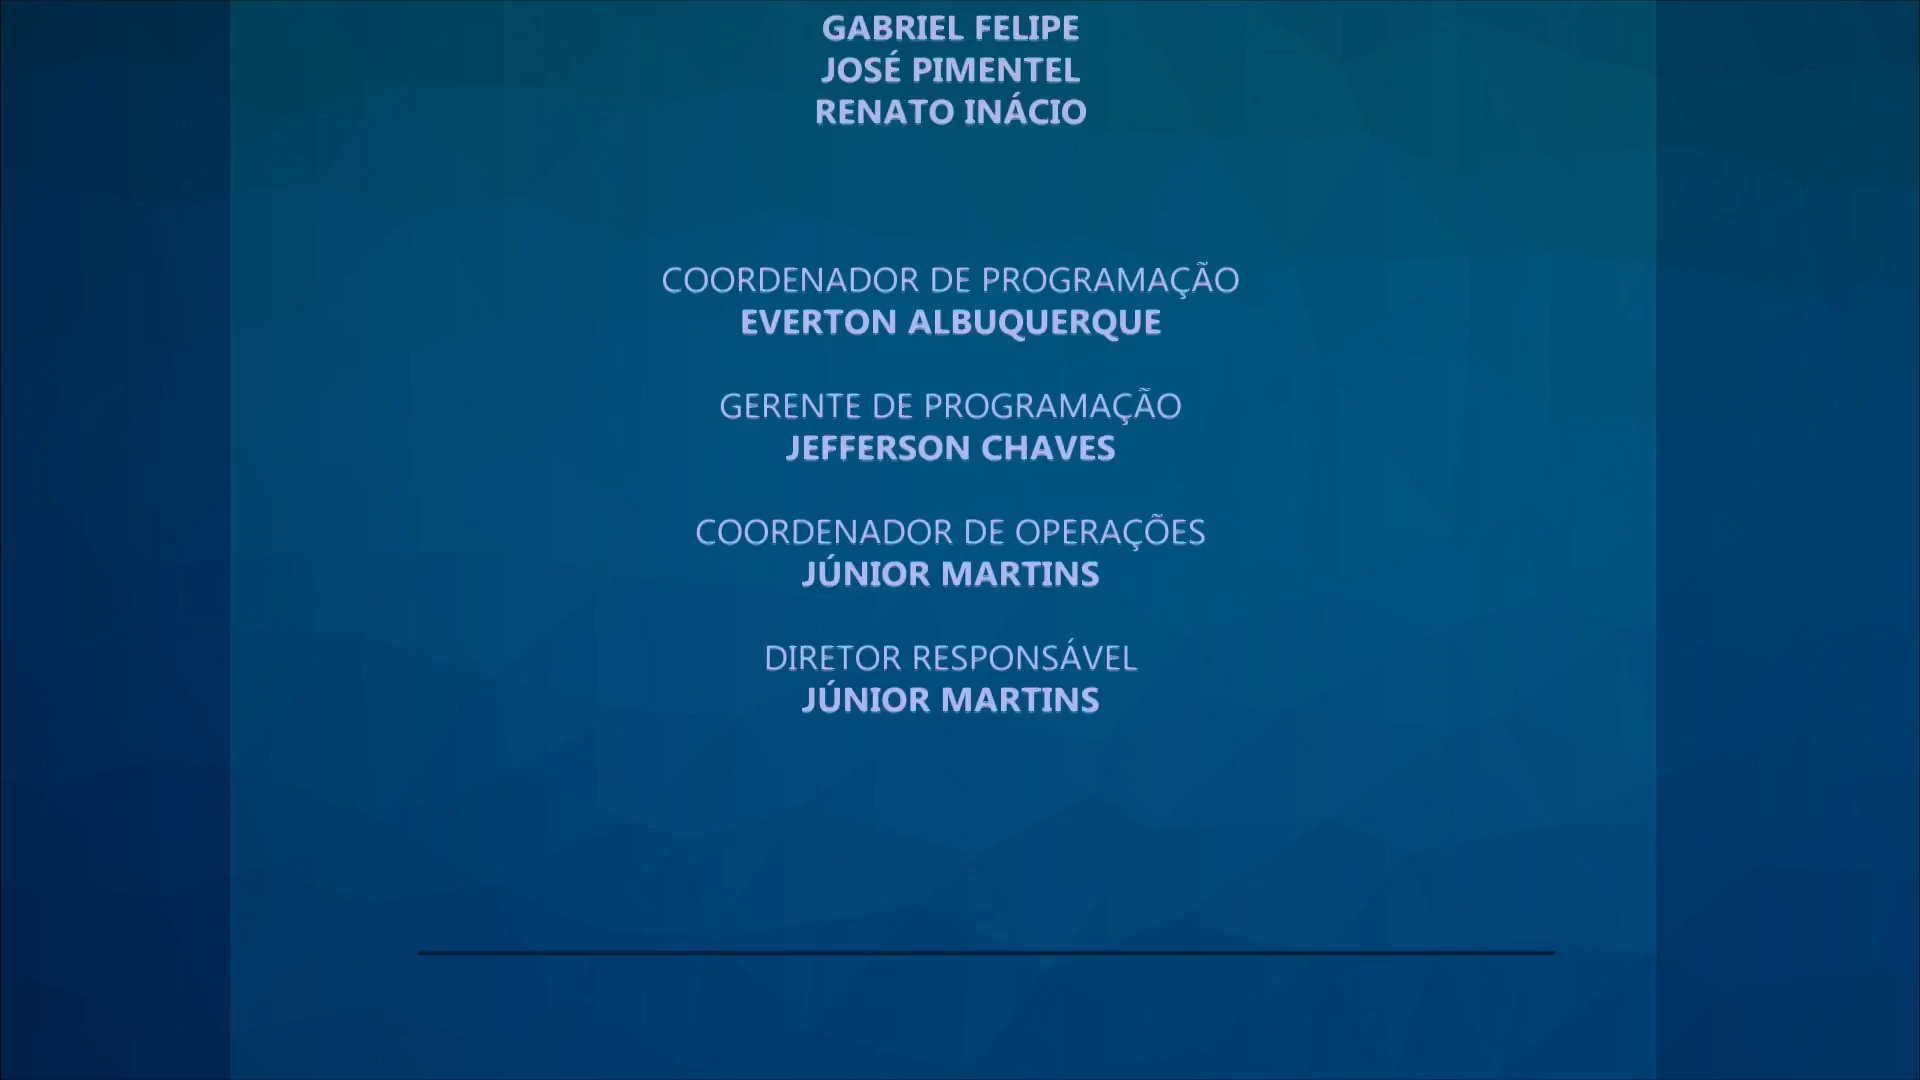 GABRIEL FELIPE
JOSÉ PIMENTEL
RENATO INÁCIO
COORDENADOR DE PROGRAMAÇÃO
EVERTON ALBUQUERQUE
GERENTE DE PROGRAMAÇÃO
JEFFERSON CHAVES
COORDENADOR DE OPERAÇÕES
JÚNIOR MARTINS
DIRETOR RESPONSÁVEL
JÚNIOR MARTINS